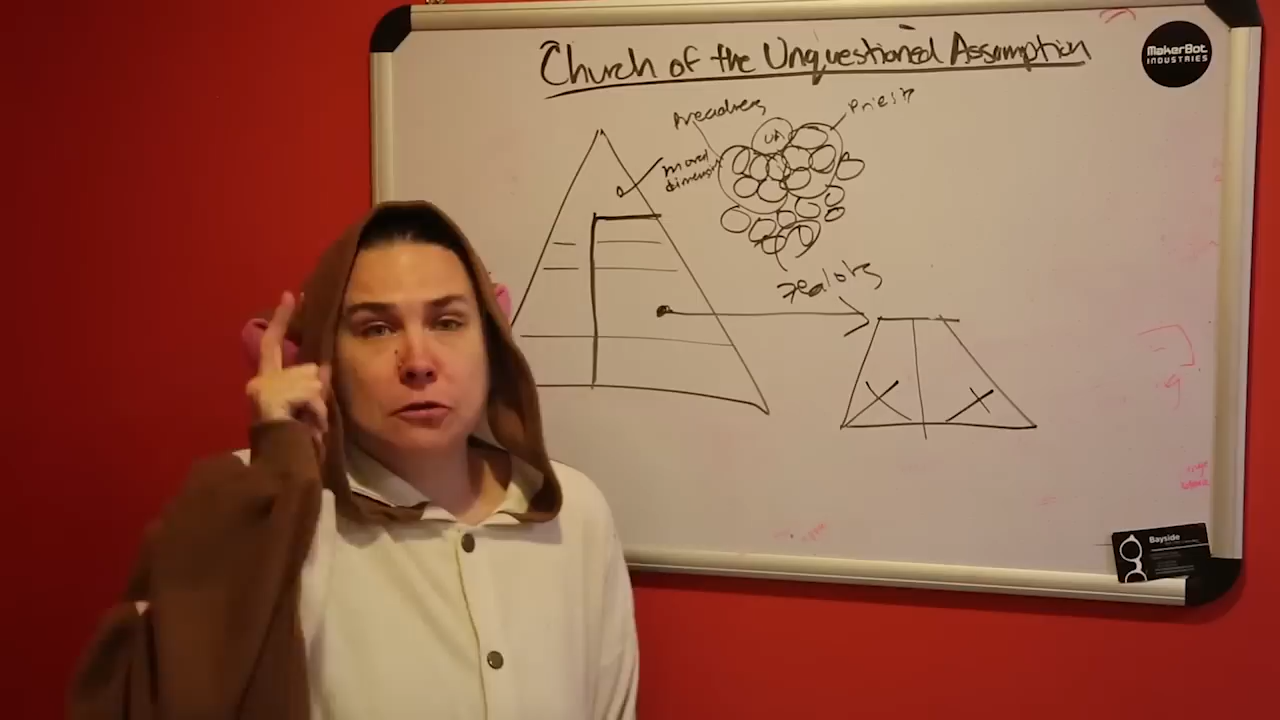 Church of the Unquestioned Assumption
MakerBot
INDUSTRIES
Preachers
Priests
UA
moral
dimension
Zealots
Bayside